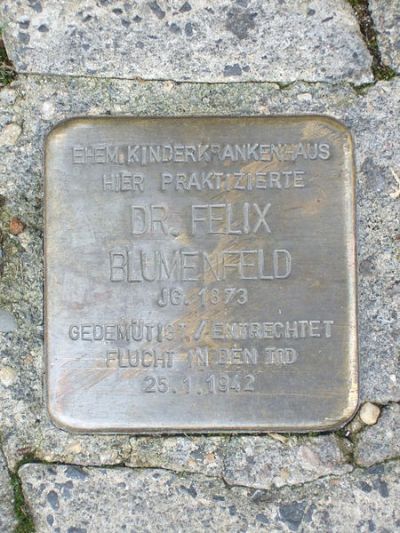 EHEM. KINDERKRANKENHAUS
HIER PRAKTIZIERTE
DR. FELIX
BLUMENFELD
JG. 1873
GEDEMÜTIGT / ENTRECHTET
FLUCHT IN DEN TOD
25.1.1942